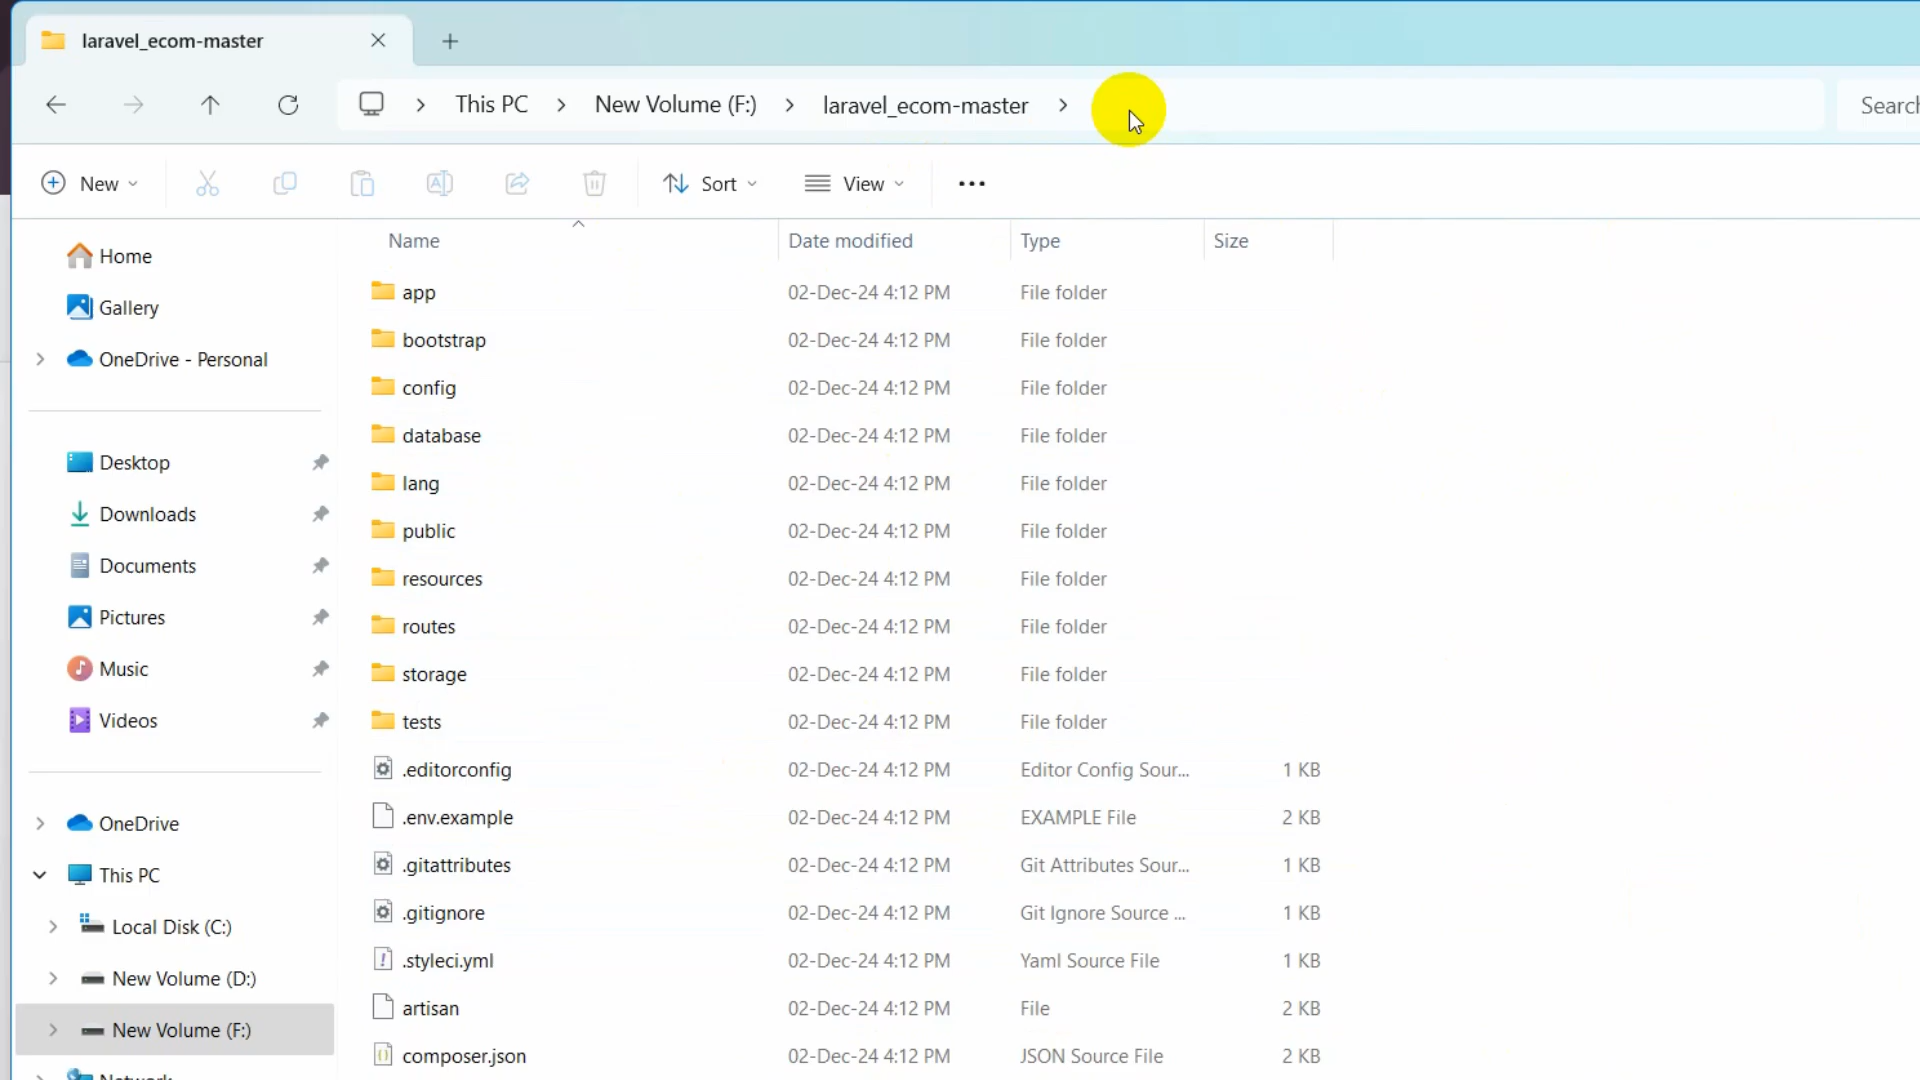 laravel_ecom-master
This PC > New Volume (F:) > laravel_ecom-master >
Search
New
Sort
View
Name Date modified Type Size
Home
Gallery
OneDrive - Personal
Desktop
Downloads
Documents
Pictures
Music
Videos
OneDrive
This PC
Local Disk (C:)
New Volume (D:)
New Volume (F:)
Network
app 02-Dec-24 4:12 PM File folder
bootstrap 02-Dec-24 4:12 PM File folder
config 02-Dec-24 4:12 PM File folder
database 02-Dec-24 4:12 PM File folder
lang 02-Dec-24 4:12 PM File folder
public 02-Dec-24 4:12 PM File folder
resources 02-Dec-24 4:12 PM File folder
routes 02-Dec-24 4:12 PM File folder
storage 02-Dec-24 4:12 PM File folder
tests 02-Dec-24 4:12 PM File folder
.editorconfig 02-Dec-24 4:12 PM Editor Config Sour... 1 KB
.env.example 02-Dec-24 4:12 PM EXAMPLE File 2 KB
.gitattributes 02-Dec-24 4:12 PM Git Attributes Sour... 1 KB
.gitignore 02-Dec-24 4:12 PM Git Ignore Source ... 1 KB
.styleci.yml 02-Dec-24 4:12 PM Yaml Source File 1 KB
artisan 02-Dec-24 4:12 PM File 2 KB
composer.json 02-Dec-24 4:12 PM JSON Source File 2 KB